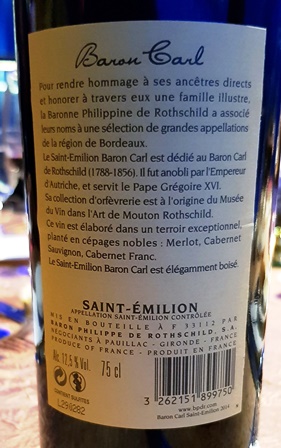 Baron Carl
Pour rendre hommage à ses ancêtres directs
et honorer à travers eux une famille illustre,
la Baronne Philippine de Rothschild a associé
leurs noms à une sélection de grandes appellations
de la région de Bordeaux.
Le Saint-Emilion Baron Carl est dédié au Baron Carl
de Rothschild (1788-1856). Il fut anobli par l'Empereur
d'Autriche, et servit le Pape Grégoire XVI.
Sa collection d'orfèvrerie est à l'origine du Musée
du Vin dans l'Art de Mouton Rothschild.
Ce vin est élaboré dans un terroir exceptionnel,
planté en cépages nobles : Merlot, Cabernet
Sauvignon, Cabernet Franc.
Le Saint-Emilion Baron Carl est élégamment boisé.
SAINT-ÉMILION
APPELLATION SAINT-ÉMILION CONTRÔLÉE
MIS EN BOUTEILLE À F 33112 PAR
BARON PHILIPPE DE ROTHSCHILD, S.A.
NÉGOCIANTS À PAUILLAC - GIRONDE - FRANCE
PRODUCE OF FRANCE - PRODUIT DE FRANCE
Alc. 12,5 % Vol. 75 cl
CONTAINS SULFITES
3 262151 899750
www.bpdr.com
Baron Carl Saint-Emilion